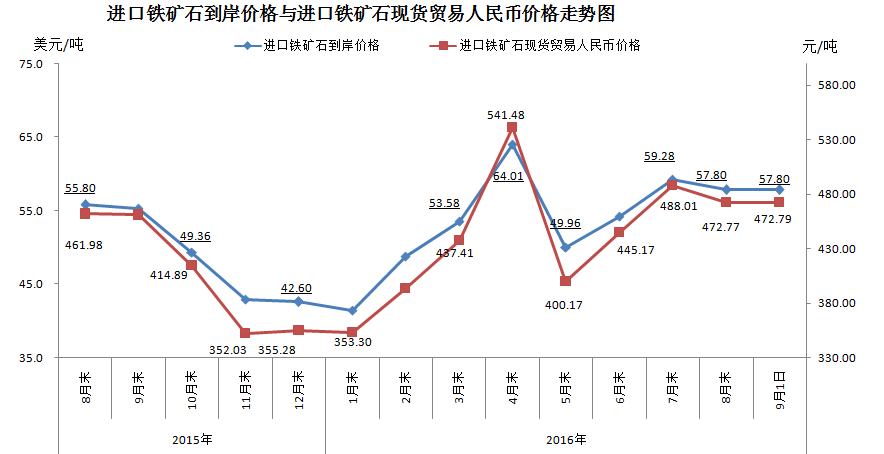 进口铁矿石到岸价格与进口铁矿石现货贸易人民币价格走势图
美元/吨
进口铁矿石到岸价格
进口铁矿石现货贸易人民币价格
元/吨
75.0
65.0
55.0
45.0
35.0
580.00
530.00
480.00
430.00
380.00
330.00
55.80
49.36
42.60
53.58
64.01
49.96
59.28
57.80
57.80
461.98
414.89
352.03
355.28
353.30
437.41
541.48
400.17
445.17
488.01
472.77
472.79
8月末
9月末
10月末
11月末
12月末
1月末
2月末
3月末
4月末
5月末
6月末
7月末
8月末
9月1日
2015年
2016年